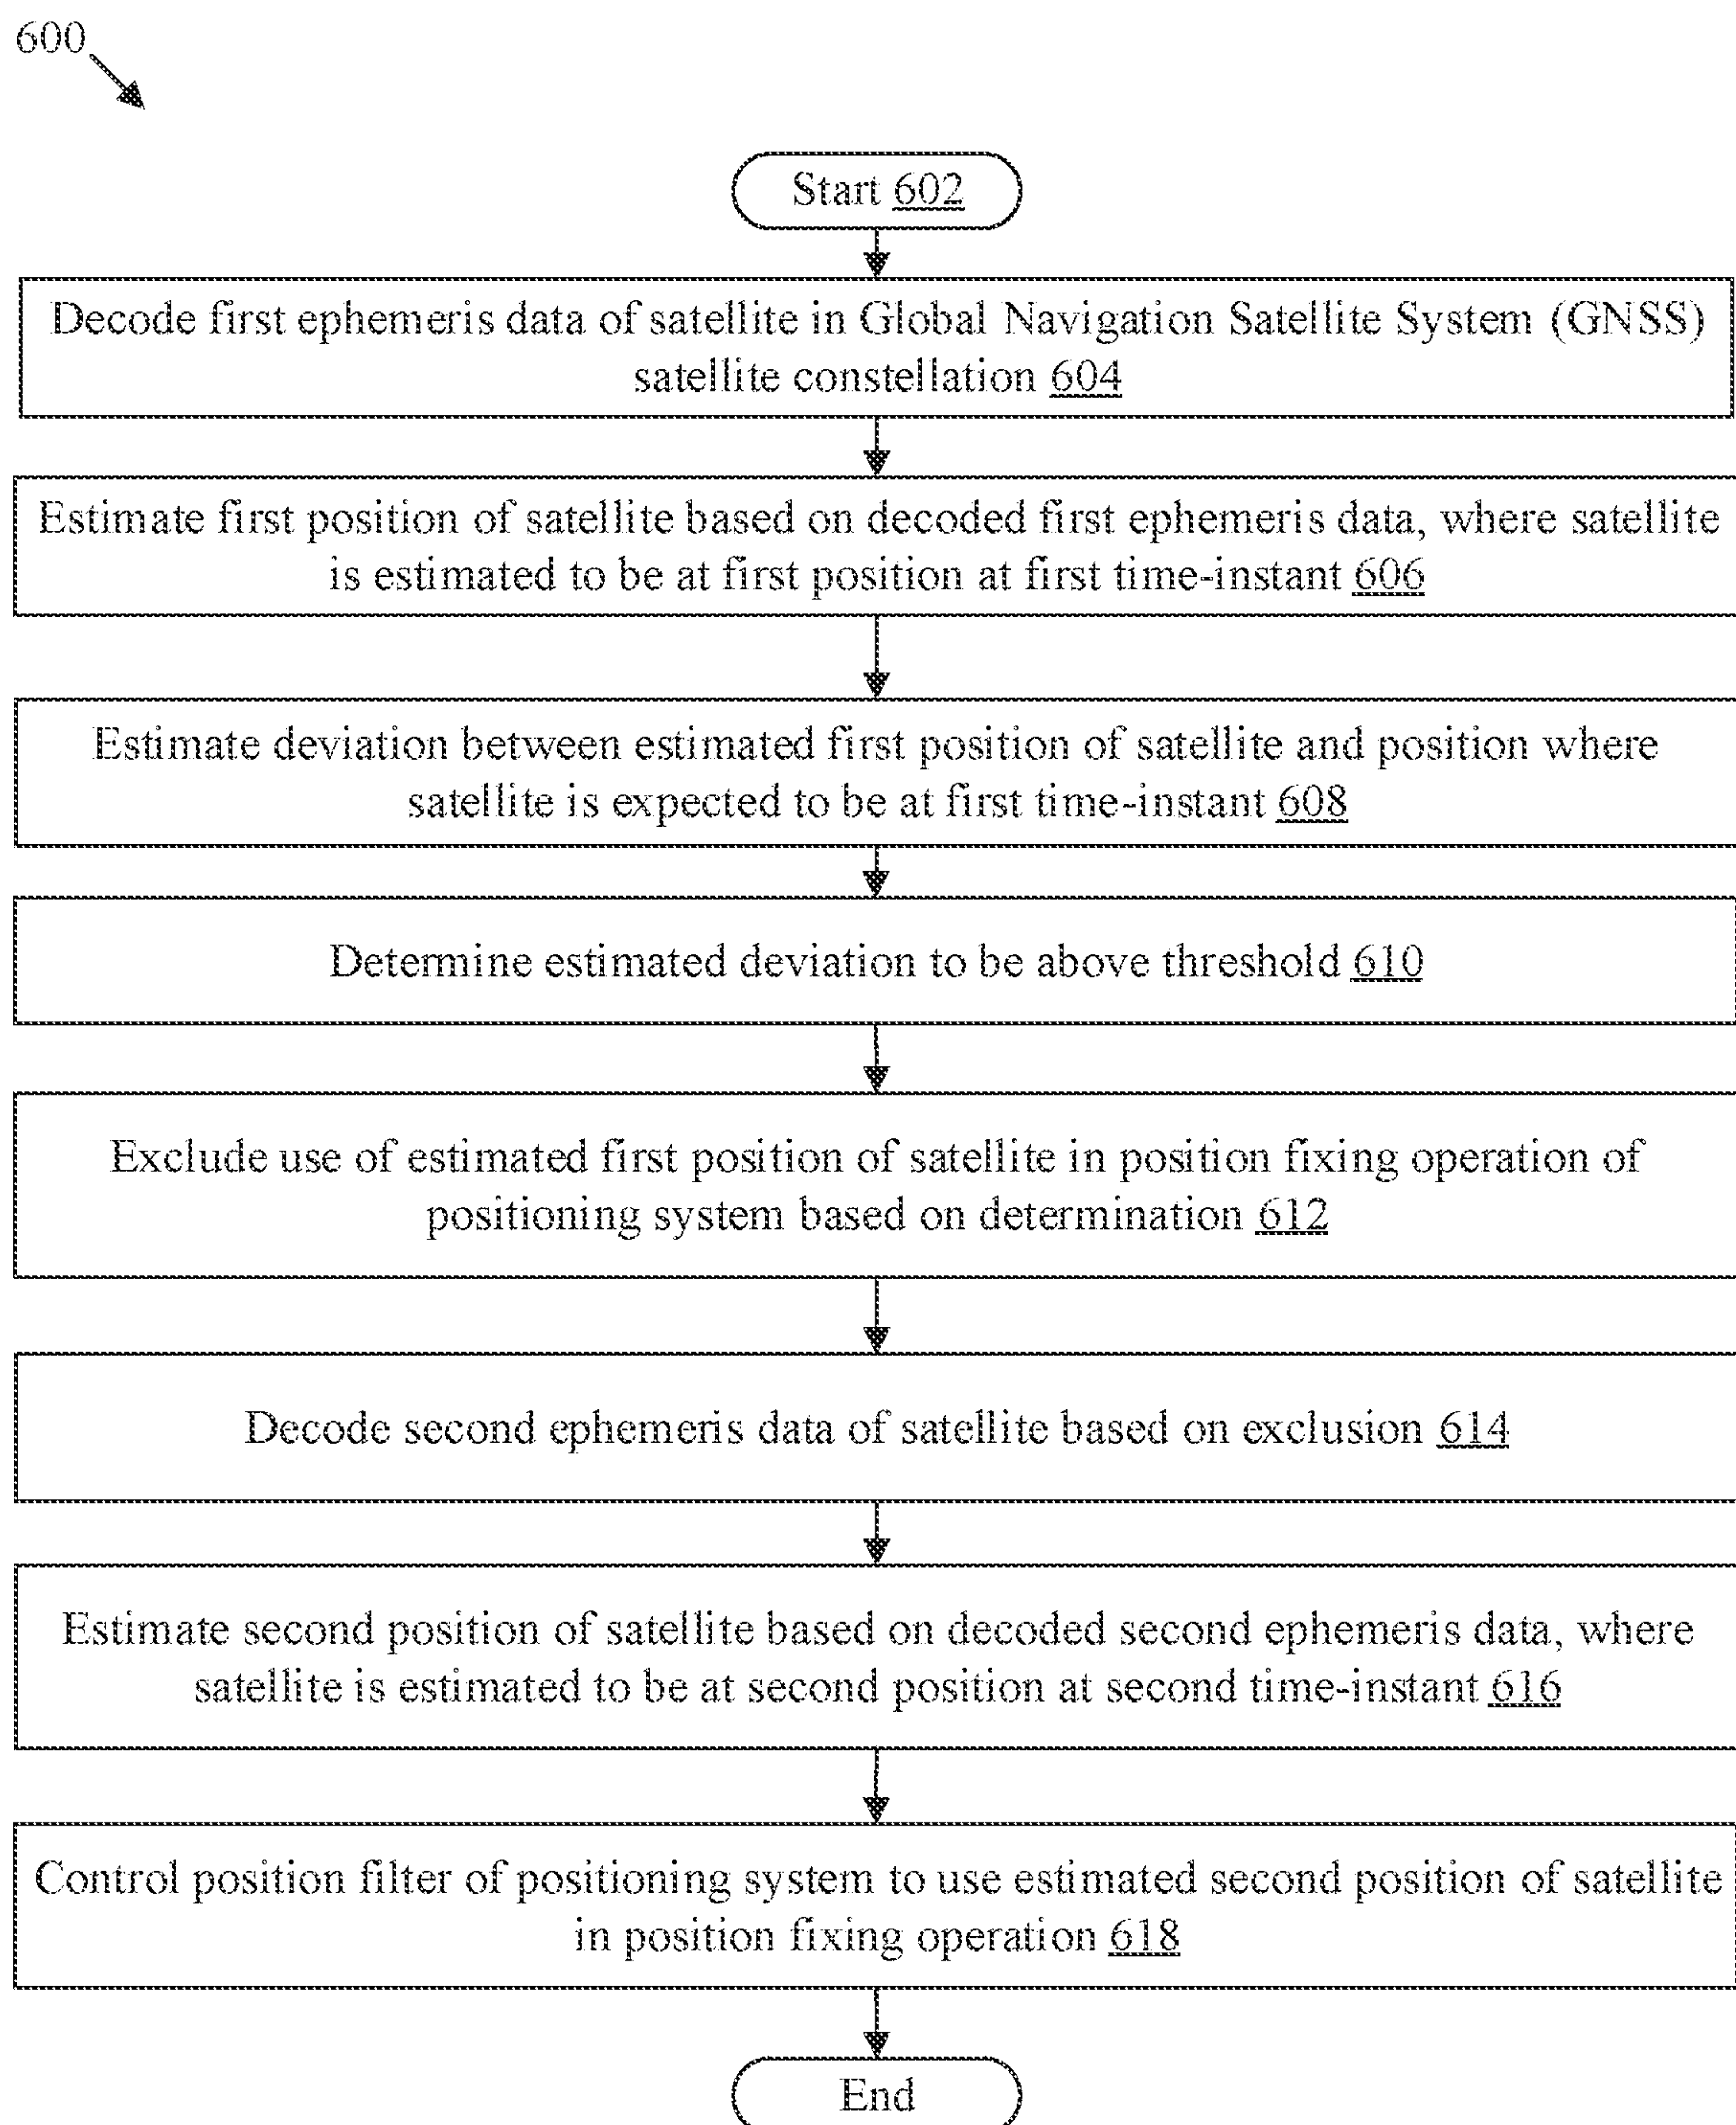 600
Start 602
Decode first ephemeris data of satellite in Global Navigation Satellite System (GNSS)
satellite constellation 604
Estimate first position of satellite based on decoded first ephemeris data, where satellite
is estimated to be at first position at first time-instant 606
Estimate deviation between estimated first position of satellite and position where
satellite is expected to be at first time-instant 608
Determine estimated deviation to be above threshold 610
Exclude use of estimated first position of satellite in position fixing operation of
positioning system based on determination 612
Decode second ephemeris data of satellite based on exclusion 614
Estimate second position of satellite based on decoded second ephemeris data, where
satellite is estimated to be at second position at second time-instant 616
Control position filter of positioning system to use estimated second position of satellite
in position fixing operation 618
End